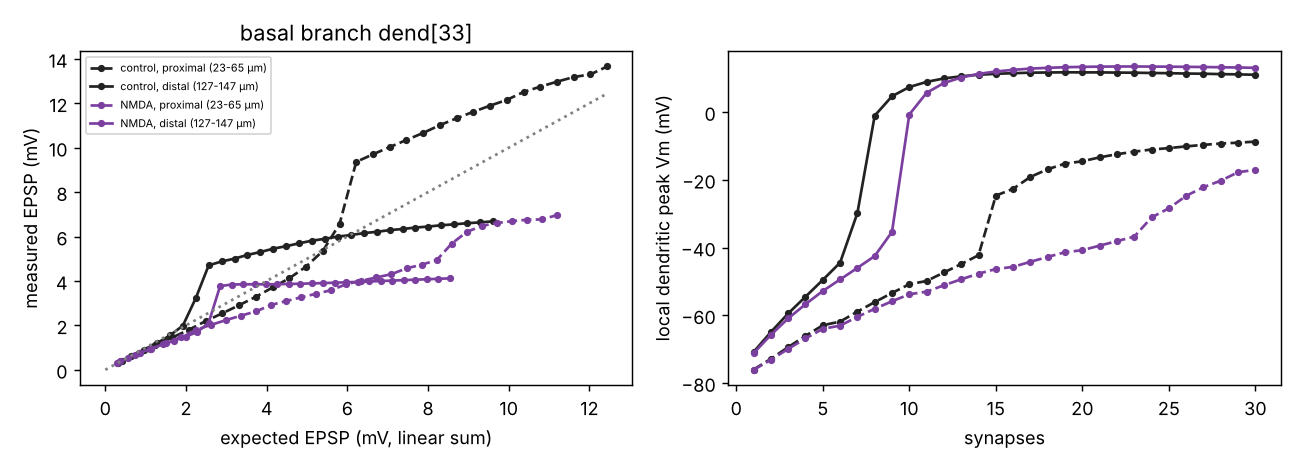 basal branch dend[33]
14
12
10
8
6
4
2
0
measured EPSP (mV)
control, proximal (23-65 μm)
control, distal (127-147 μm)
NMDA, proximal (23-65 μm)
NMDA, distal (127-147 μm)
0 2 4 6 8 10 12
expected EPSP (mV, linear sum)
0
−20
−40
−60
−80
local dendritic peak Vm (mV)
0 5 10 15 20 25 30
synapses